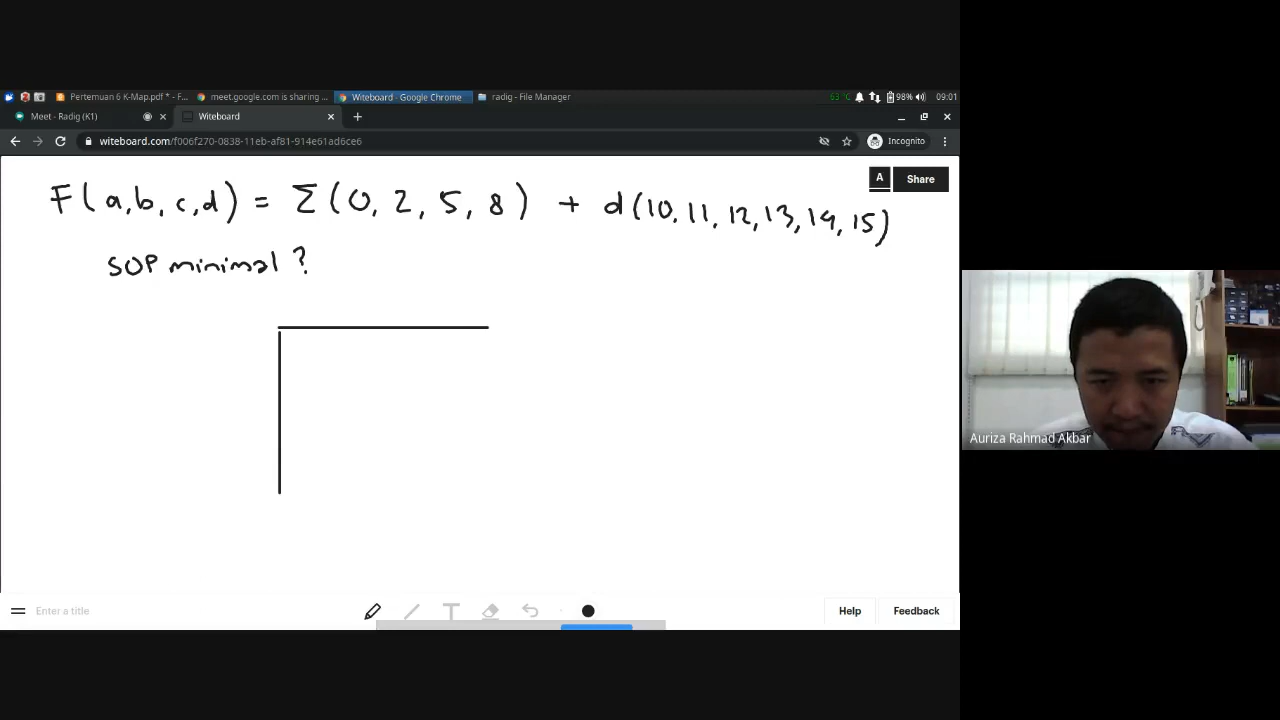 Pertemuan 6 K-Map.pdf * - F...
meet.google.com is sharing ...
Witeboard - Google Chrome
radig - File Manager
63 °C
98%
09:01
Meet - Radig (K1)
Witeboard
witeboard.com/f006f270-0838-11eb-af81-914e61ad6ce6
Incognito
A
Share
F(a,b,c,d) = Σ(0, 2, 5, 8) + d(10, 11, 12, 13, 14, 15)
SOP minimal ?
Auriza Rahmad Akbar
Enter a title
T
Help
Feedback